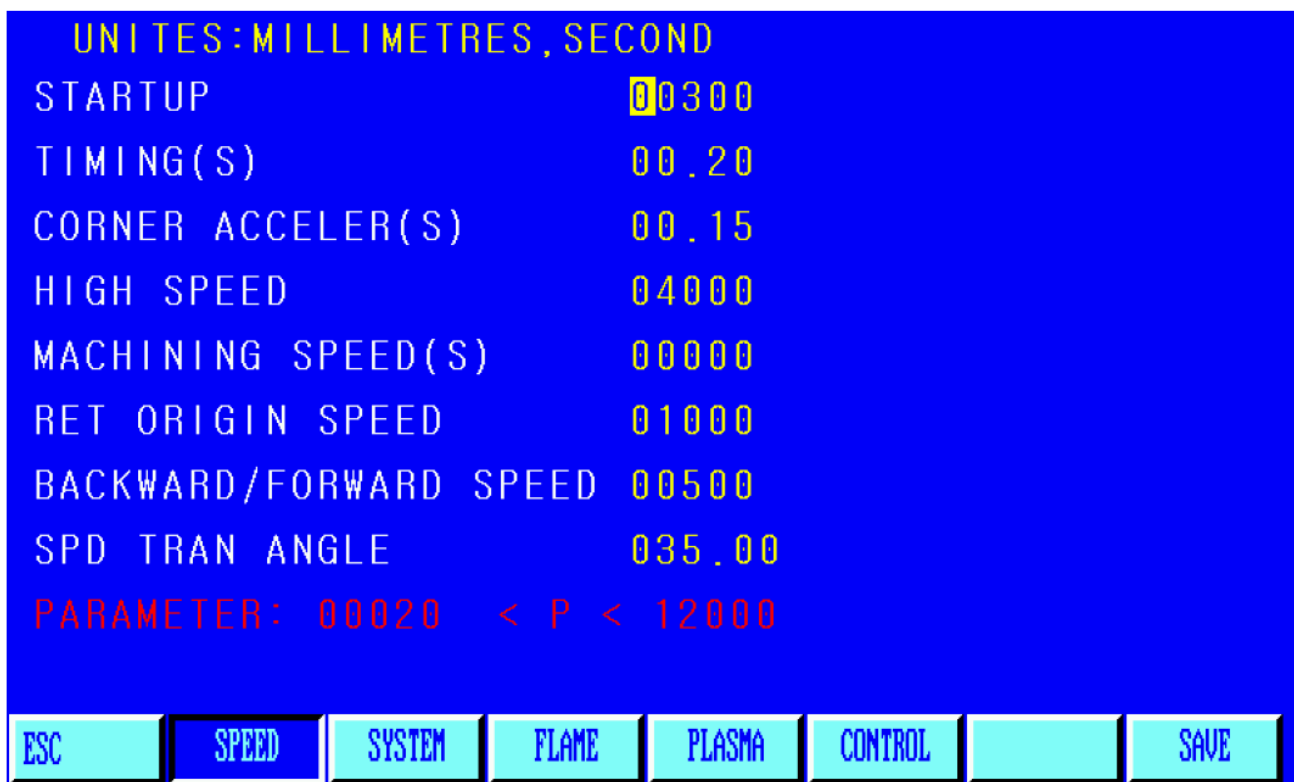 UNITES:MILLIMETRES,SECOND
STARTUP 00300
TIMING(S) 00.20
CORNER ACCELER(S) 00.15
HIGH SPEED 04000
MACHINING SPEED(S) 00000
RET ORIGIN SPEED 01000
BACKWARD/FORWARD SPEED 00500
SPD TRAN ANGLE 035.00
PARAMETER: 00020 < P < 12000
ESC SPEED SYSTEM FLAME PLASMA CONTROL SAVE